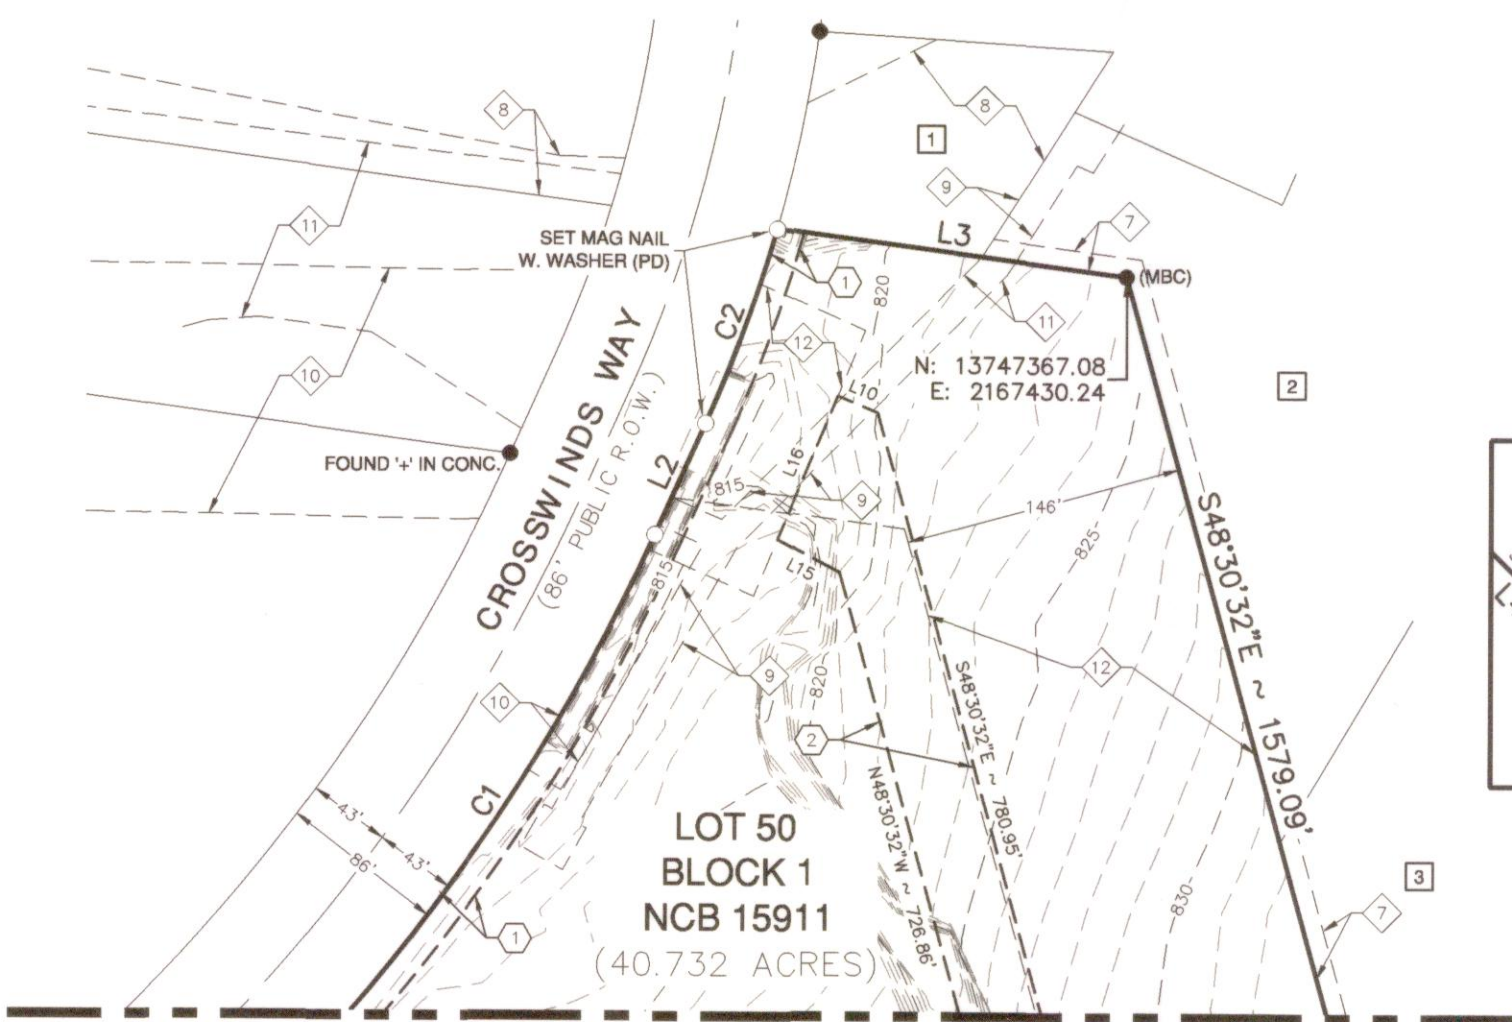 8
8
1
9
11
L3
7
SET MAG NAIL
W. WASHER (PD)
(MBC)
1
820
11
C2
12
N: 13747367.08
E: 2167430.24
10
L10
2
CROSSWINDS WAY
(86' PUBLIC R.O.W.)
FOUND '+' IN CONC.
L16
L2
815
9
146'
S48°30'32"E ~ 1579.09'
825
815
L15
12
9
820
S48°30'32"E ~ 780.95'
10
2
N48°30'32"W ~ 726.86'
C1
43'
43'
86'
LOT 50
BLOCK 1
NCB 15911
(40.732 ACRES)
3
7
830
1